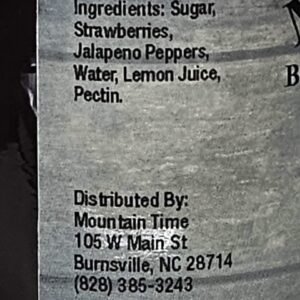 Ingredients: Sugar,
Strawberries,
Jalapeno Peppers,
Water, Lemon Juice,
Pectin.
Distributed By:
Mountain Time
105 W Main St
Burnsville, NC 28714
(828) 385-3243